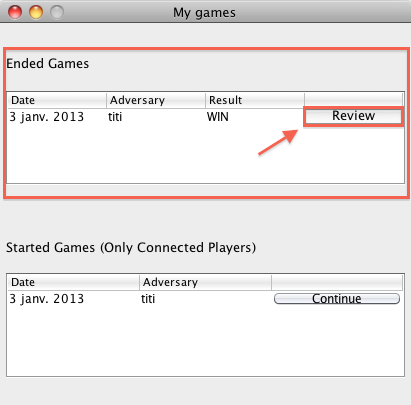 My games
Ended Games
Date Adversary Result
3 janv. 2013 titi WIN Review
Started Games (Only Connected Players)
Date Adversary
3 janv. 2013 titi Continue